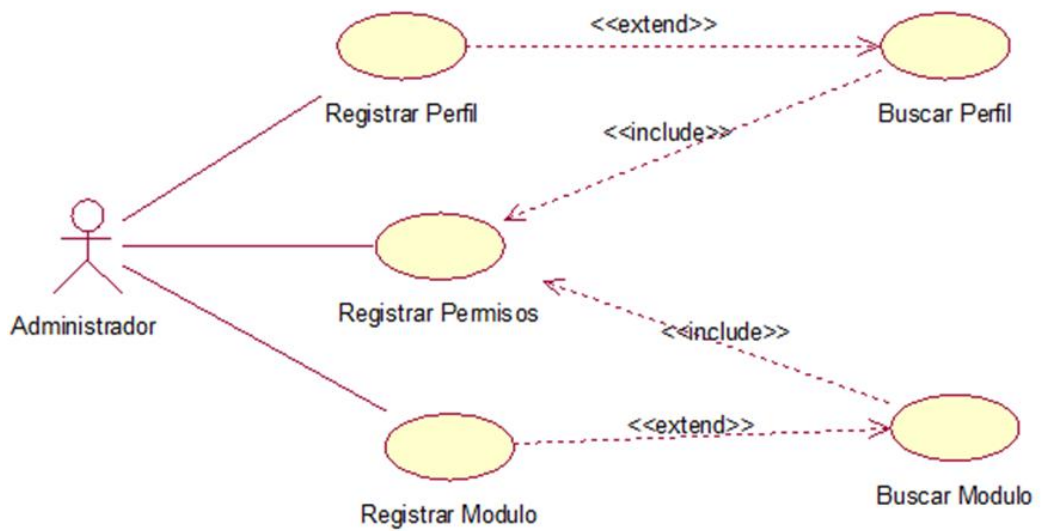 <<extend>>
Registrar Perfil
Buscar Perfil
<<include>>
Administrador
Registrar Permisos
<<include>>
<<extend>>
Registrar Modulo
Buscar Modulo